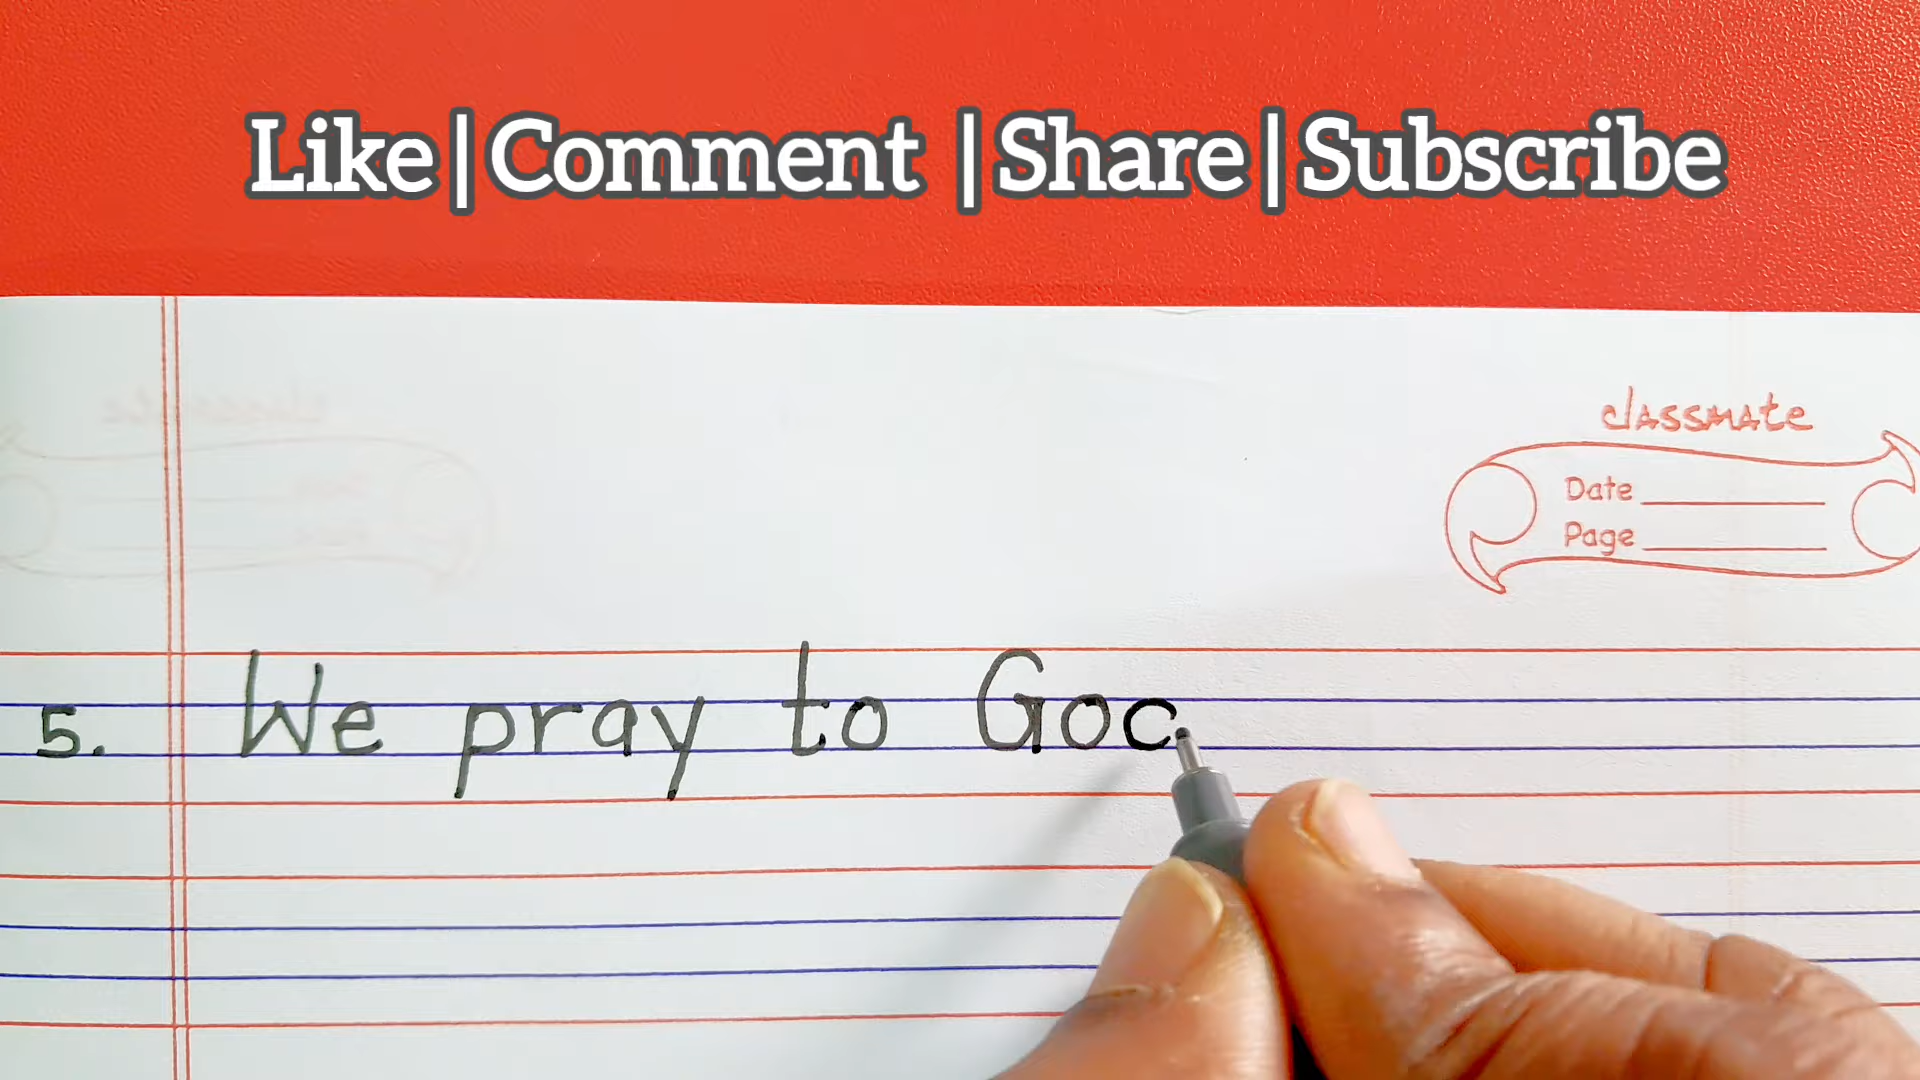 Like|Comment |Share|Subscribe
classmate
Date
Page
5. We pray to Goc